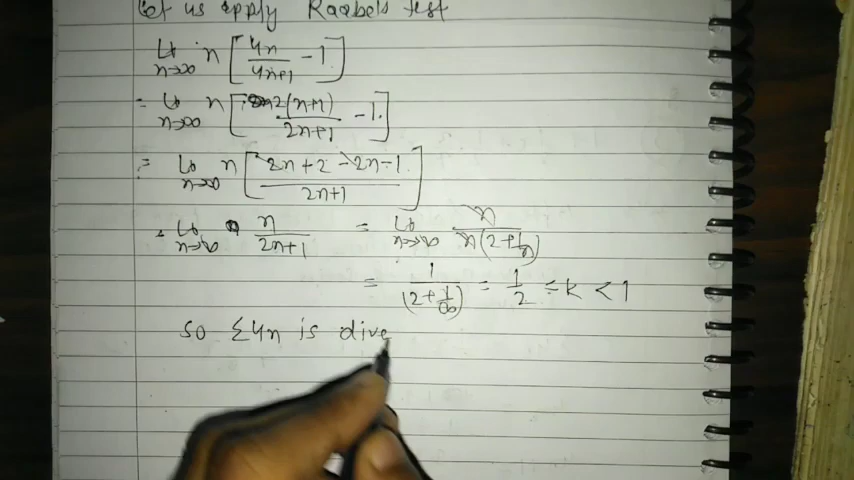 Let us apply Raabels test
Lt n→∞ n [ un/un+1 - 1 ]
= Lt n→∞ n [ 2(n+1)/2n+1 - 1 ]
= Lt n→∞ n [ 2n+2-2n-1/2n+1 ]
= Lt n→∞ n/2n+1 = Lt n→∞ n/n(2+1/n)
= 1/(2+1/∞) = 1/2 = k < 1
so Σun is dive